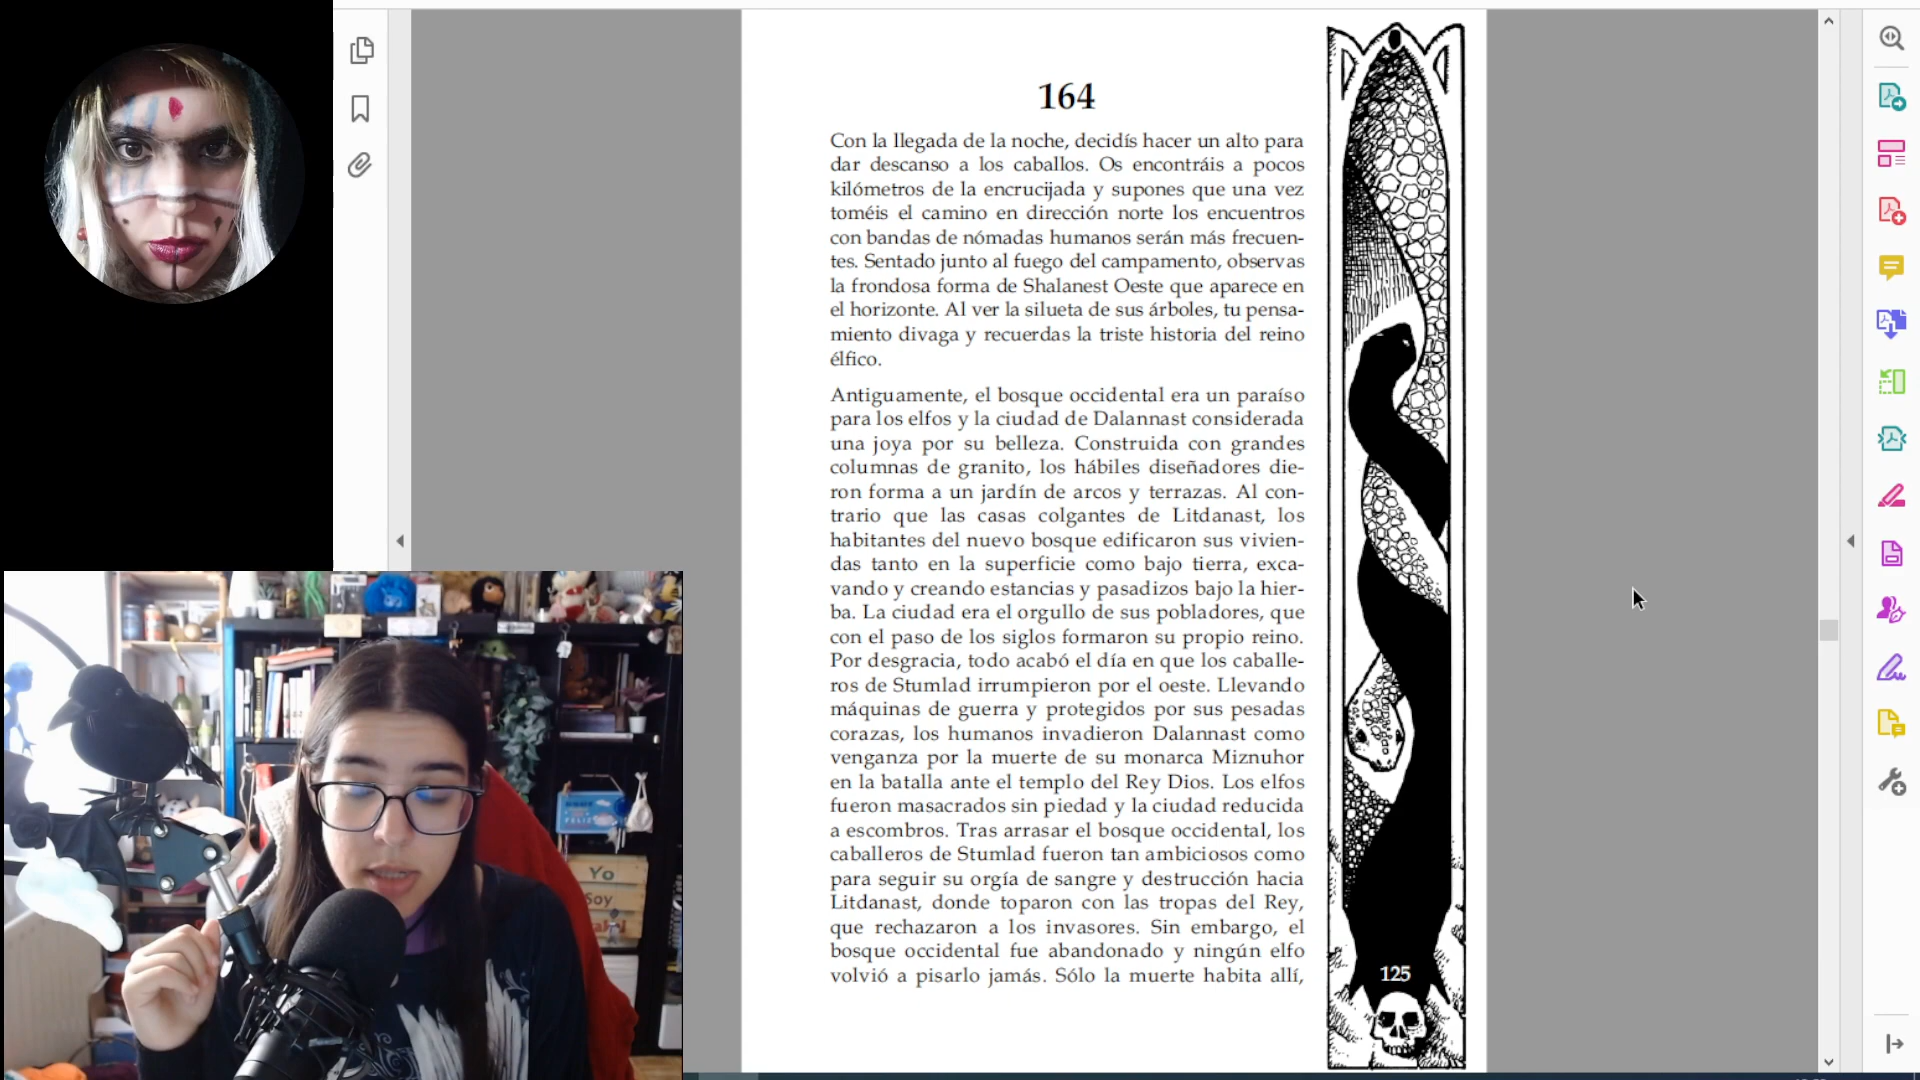 164
Con la llegada de la noche, decidís hacer un alto para
dar descanso a los caballos. Os encontráis a pocos
kilómetros de la encrucijada y supones que una vez
toméis el camino en dirección norte los encuentros
con bandas de nómadas humanos serán más frecuen-
tes. Sentado junto al fuego del campamento, observas
la frondosa forma de Shalanest Oeste que aparece en
el horizonte. Al ver la silueta de sus árboles, tu pensa-
miento divaga y recuerdas la triste historia del reino
élfico.
Antiguamente, el bosque occidental era un paraíso
para los elfos y la ciudad de Dalannast considerada
una joya por su belleza. Construida con grandes
columnas de granito, los hábiles diseñadores die-
ron forma a un jardín de arcos y terrazas. Al con-
trario que las casas colgantes de Litdanast, los
habitantes del nuevo bosque edificaron sus vivien-
das tanto en la superficie como bajo tierra, exca-
vando y creando estancias y pasadizos bajo la hier-
ba. La ciudad era el orgullo de sus pobladores, que
con el paso de los siglos formaron su propio reino.
Por desgracia, todo acabó el día en que los caballe-
ros de Stumlad irrumpieron por el oeste. Llevando
máquinas de guerra y protegidos por sus pesadas
corazas, los humanos invadieron Dalannast como
venganza por la muerte de su monarca Miznuhor
en la batalla ante el templo del Rey Dios. Los elfos
fueron masacrados sin piedad y la ciudad reducida
a escombros. Tras arrasar el bosque occidental, los
caballeros de Stumlad fueron tan ambiciosos como
para seguir su orgía de sangre y destrucción hacia
Litdanast, donde toparon con las tropas del Rey,
que rechazaron a los invasores. Sin embargo, el
bosque occidental fue abandonado y ningún elfo
volvió a pisarlo jamás. Sólo la muerte habita allí,
125
Yo
Soy